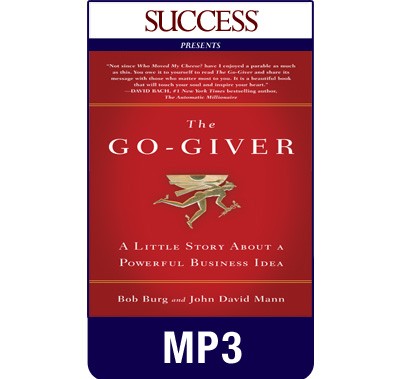 SUCCESS
PRESENTS
"Not since Who Moved My Cheese? have I enjoyed a parable as much
as this. You owe it to yourself to read The Go-Giver and share its
message with those who matter most to you. It is a beautiful book
that will touch your soul and inspire your heart."
—DAVID BACH, #1 New York Times bestselling author,
The Automatic Millionaire
The
GO-GIVER
A LITTLE STORY ABOUT A
POWERFUL BUSINESS IDEA
Bob Burg and John David Mann
MP3